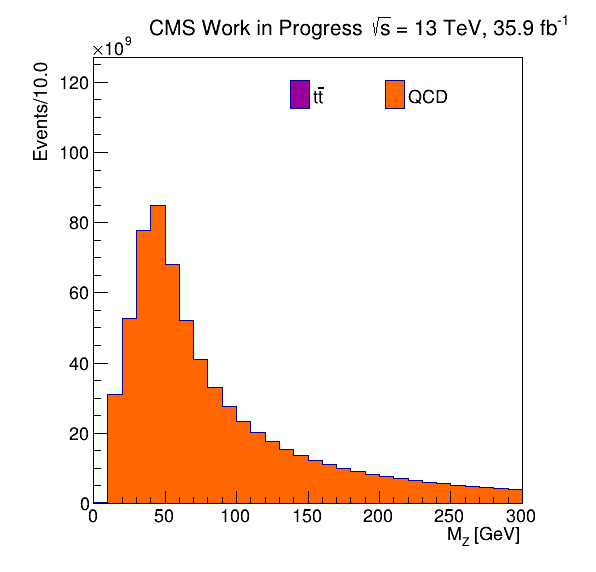 CMS Work in Progress √s = 13 TeV, 35.9 fb⁻¹
×10⁹
Events/10.0
tt̄
QCD
120
100
80
60
40
20
0
0 50 100 150 200 250 300
M_Z [GeV]